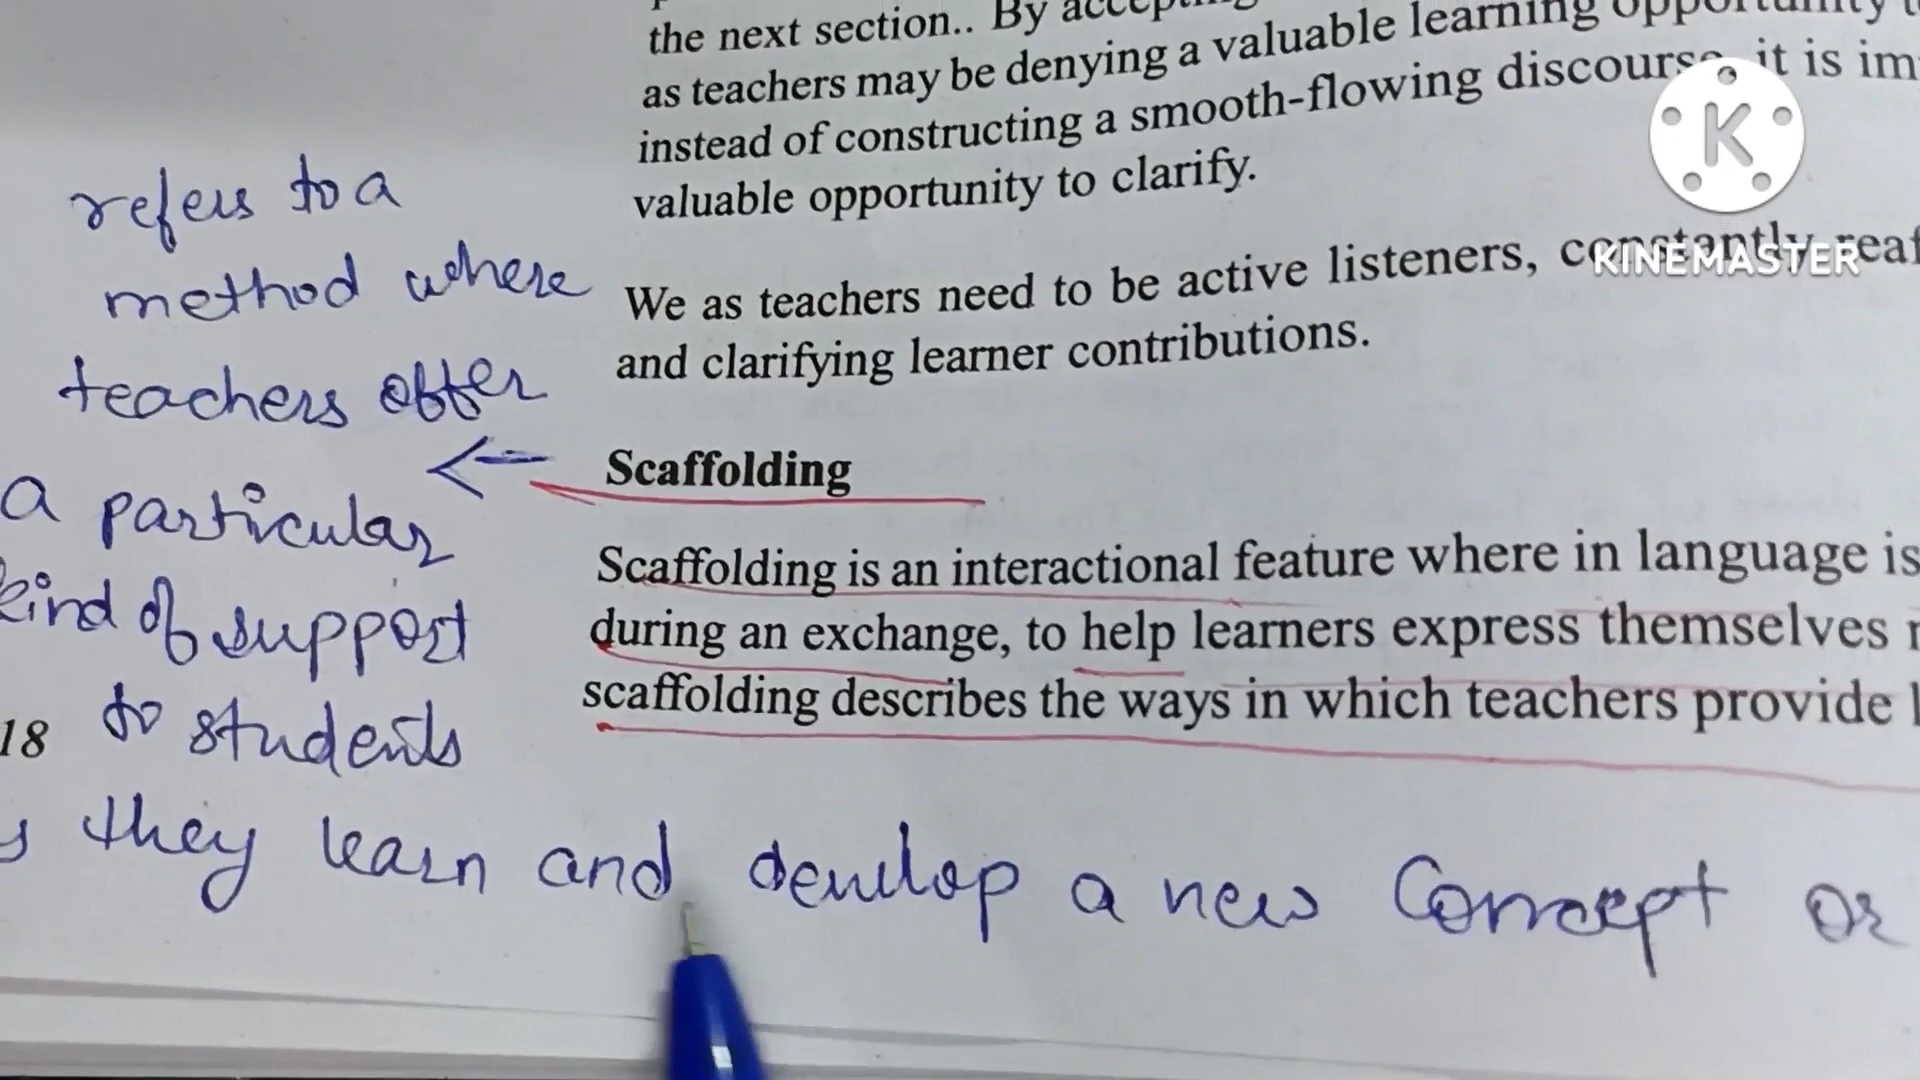 the next section.. By
as teachers may be denying a valuable learning opportunity
instead of constructing a smooth-flowing discourse, it is im
valuable opportunity to clarify.
We as teachers need to be active listeners, constantly reaf
and clarifying learner contributions.
Scaffolding
Scaffolding is an interactional feature where in language is
during an exchange, to help learners express themselves
scaffolding describes the ways in which teachers provide
18
refers to a
method where
teachers offer
a particular
kind of support
to students
they learn and develop a new Concept or
K
KINEMASTER